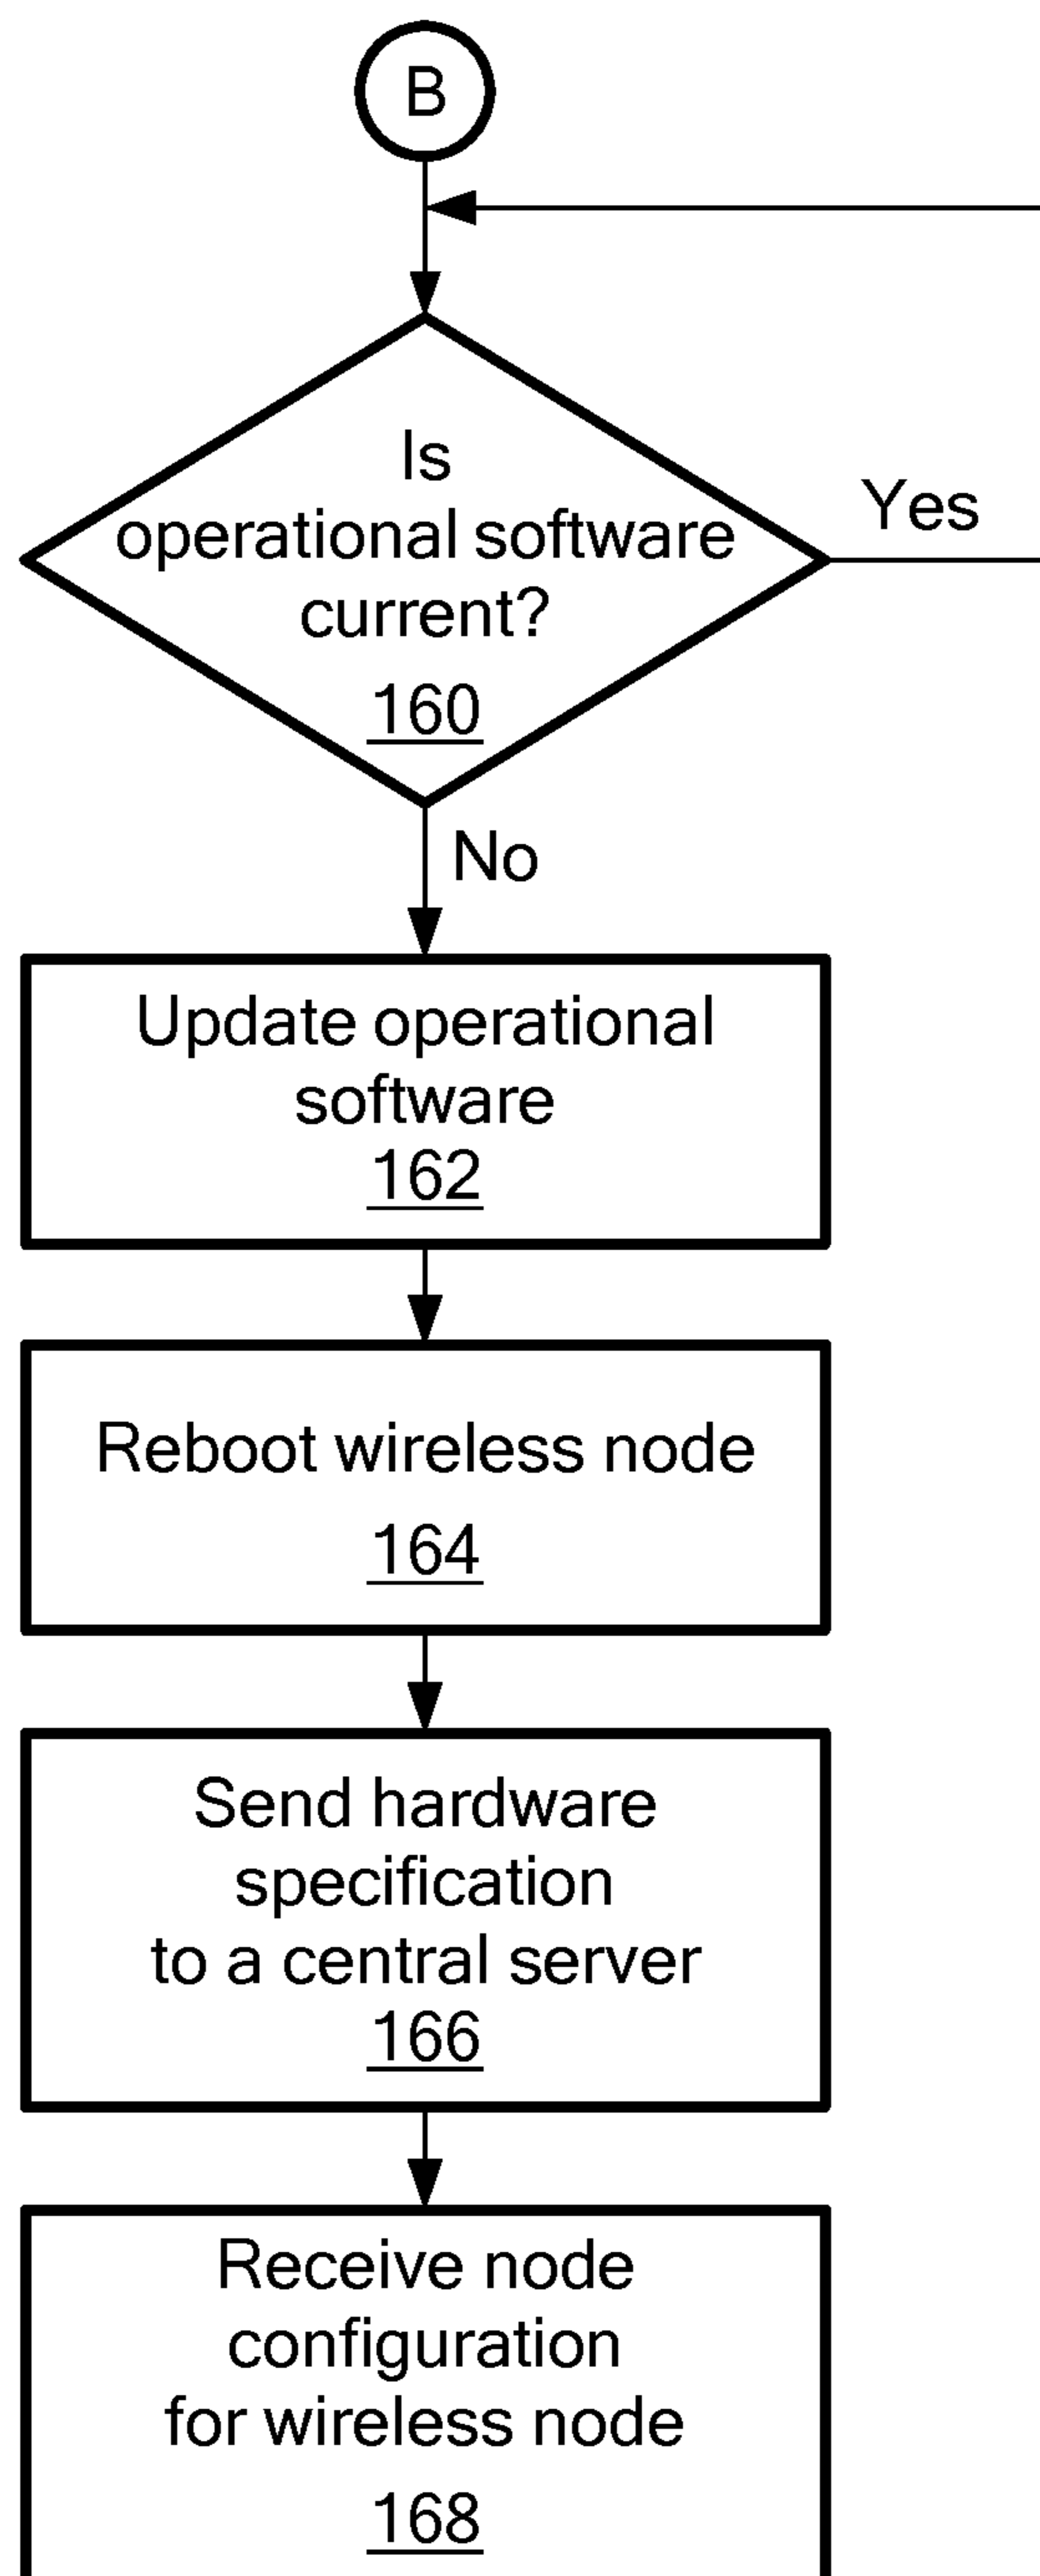 B
Is
operational software
current?
160
Yes
No
Update operational
software
162
Reboot wireless node
164
Send hardware
specification
to a central server
166
Receive node
configuration
for wireless node
168